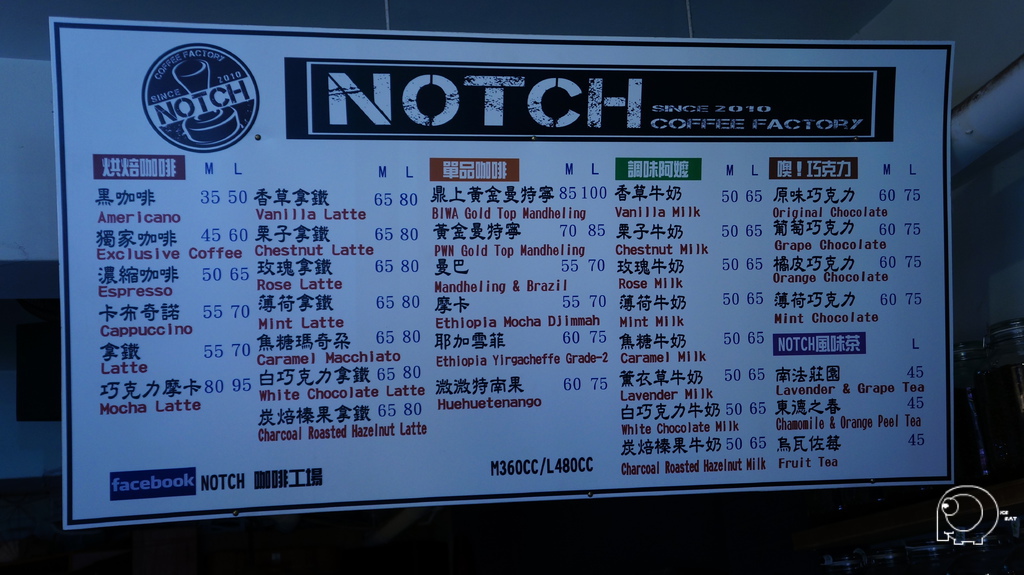 COFFEE FACTORY
SINCE 2010
NOTCH
NOTCH SINCE 2010
COFFEE FACTORY
烘焙咖啡 M L
黑咖啡 35 50
Americano
獨家咖啡 45 60
Exclusive Coffee
濃縮咖啡 50 65
Espresso
卡布奇諾 55 70
Cappuccino
拿鐵 55 70
Latte
巧克力摩卡 80 95
Mocha Latte
M L
香草拿鐵 65 80
Vanilla Latte
栗子拿鐵 65 80
Chestnut Latte
玫瑰拿鐵 65 80
Rose Latte
薄荷拿鐵 65 80
Mint Latte
焦糖瑪奇朵 65 80
Caramel Macchiato
白巧克力拿鐵 65 80
White Chocolate Latte
炭焙榛果拿鐵 65 80
Charcoal Roasted Hazelnut Latte
單品咖啡 M L
鼎上黃金曼特寧 85 100
BIWA Gold Top Mandheling
黃金曼特寧 70 85
PWN Gold Top Mandheling
曼巴 55 70
Mandheling & Brazil
摩卡 55 70
Ethiopia Mocha Djimmah
耶加雪菲 60 75
Ethiopia Yirgacheffe Grade-2
微微特南果 60 75
Huehuetenango
調味阿嬤 M L
香草牛奶 50 65
Vanilla Milk
栗子牛奶 50 65
Chestnut Milk
玫瑰牛奶 50 65
Rose Milk
薄荷牛奶 50 65
Mint Milk
焦糖牛奶 50 65
Caramel Milk
薰衣草牛奶 50 65
Lavender Milk
白巧克力牛奶 50 65
White Chocolate Milk
炭焙榛果牛奶 50 65
Charcoal Roasted Hazelnut Milk
噢！巧克力 M L
原味巧克力 60 75
Original Chocolate
葡萄巧克力 60 75
Grape Chocolate
橘皮巧克力 60 75
Orange Chocolate
薄荷巧克力 60 75
Mint Chocolate
NOTCH風味茶 L
南法莊園 45
Lavender & Grape Tea
東德之春 45
Chamomile & Orange Peel Tea
烏瓦佐莓 45
Fruit Tea
facebook NOTCH 咖啡工場
M360CC/L480CC
ICE
EAT